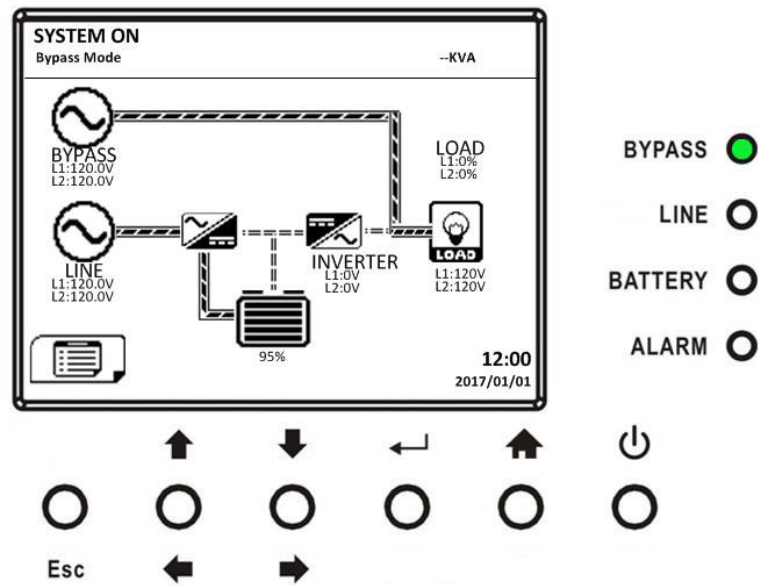 SYSTEM ON
Bypass Mode
--KVA
BYPASS
L1:120.0V
L2:120.0V
LOAD
L1:0%
L2:0%
LINE
L1:120.0V
L2:120.0V
INVERTER
L1:0V
L2:0V
LOAD
L1:120V
L2:120V
95%
12:00
2017/01/01
BYPASS
LINE
BATTERY
ALARM
Esc